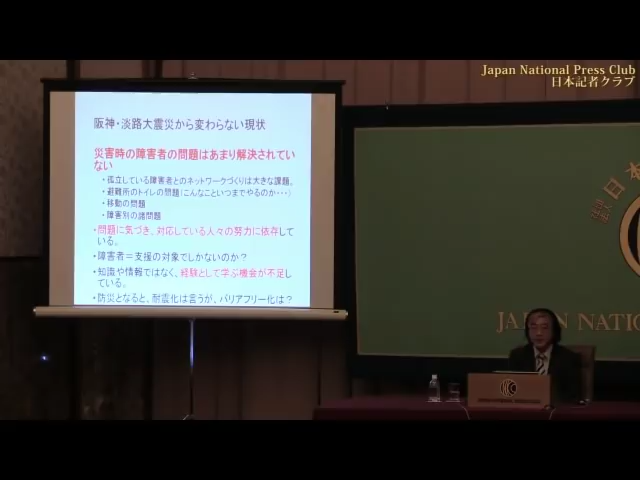 Japan National Press Club
日本記者クラブ
阪神・淡路大震災から変わらない現状
災害時の障害者の問題はあまり解決されてい
ない
・孤立している障害者とのネットワークづくりは大きな課題。
・避難所のトイレの問題(こんなこといつまでやるのか・・・)
・移動の問題
・障害別の諸問題
・問題に気づき、対応している人々の努力に依存して
いる。
・障害者=支援の対象でしかないのか?
・知識や情報ではなく、経験として学ぶ機会が不足し
ている。
・防災となると、耐震化は言うが、バリアフリー化は?
日本
JAPAN NATIONAL